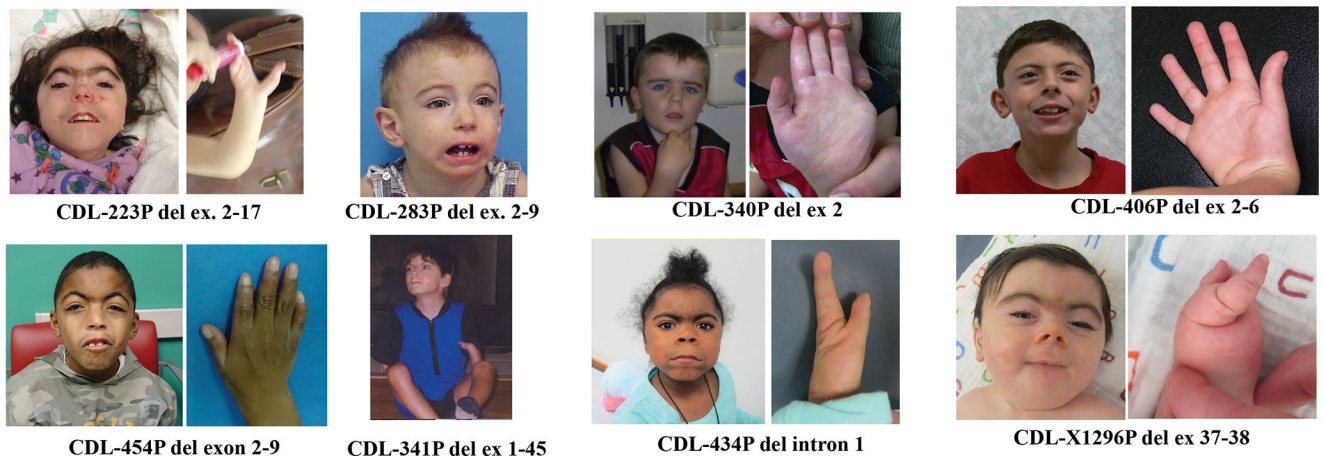 CDL-223P del ex. 2-17
CDL-283P del ex. 2-9
CDL-340P del ex 2
CDL-406P del ex 2-6
CDL-454P del exon 2-9
CDL-341P del ex 1-45
CDL-434P del intron 1
CDL-X1296P del ex 37-38